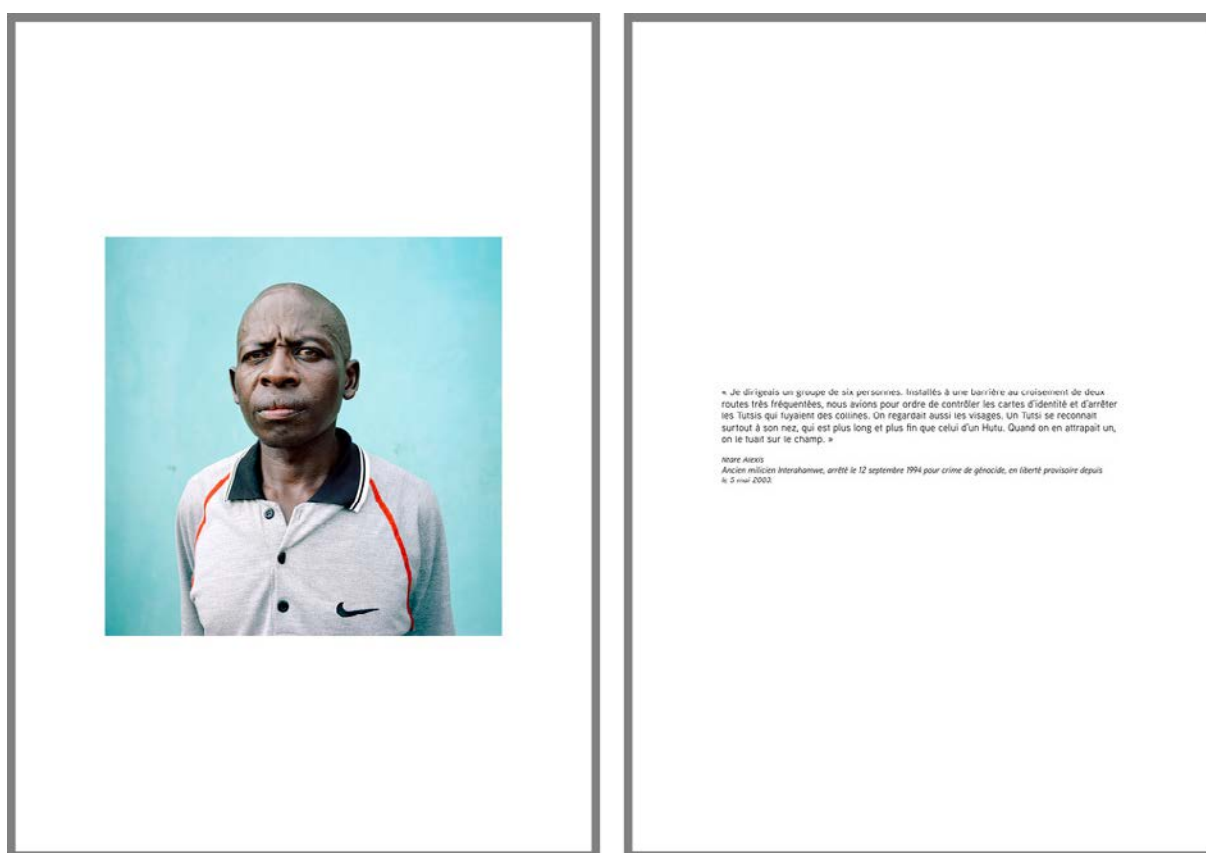 « Je dirigeais un groupe de six personnes. Installés à une barrière au croisement de deux
routes très fréquentées, nous avions pour ordre de contrôler les cartes d'identité et d'arrêter
les Tutsis qui fuyaient des collines. On regardait aussi les visages. Un Tutsi se reconnaît
surtout à son nez, qui est plus long et plus fin que celui d'un Hutu. Quand on en attrapait un,
on le tuait sur le champ. »
Alexis
Ancien milicien Interahamwe, arrêté le 12 septembre 1994 pour crime de génocide, en liberté provisoire depuis
le 5 mai 2003.